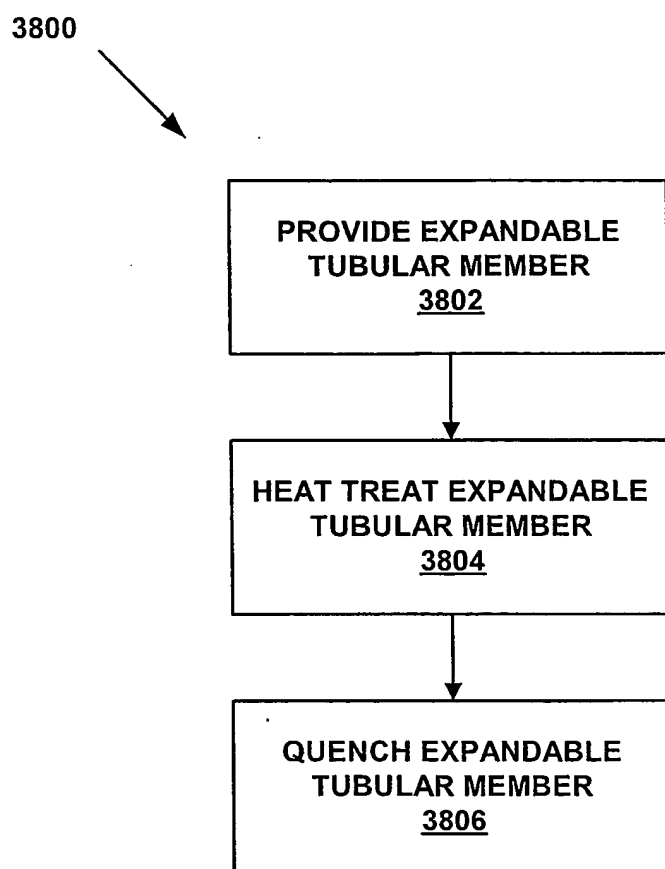 3800
PROVIDE EXPANDABLE
TUBULAR MEMBER
3802
HEAT TREAT EXPANDABLE
TUBULAR MEMBER
3804
QUENCH EXPANDABLE
TUBULAR MEMBER
3806